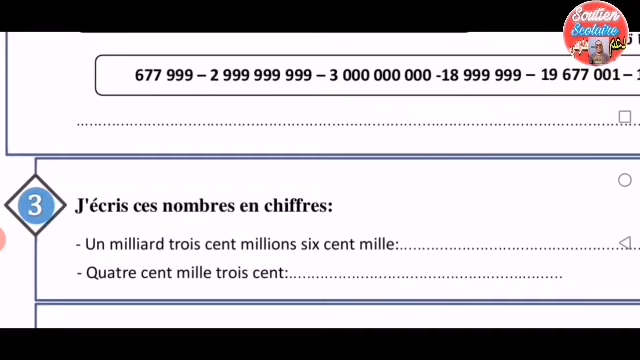 Soutien
Scolaire
677 999 – 2 999 999 999 – 3 000 000 000 -18 999 999 – 19 677 001 –
3
J'écris ces nombres en chiffres:
- Un milliard trois cent millions six cent mille:...............................................................
- Quatre cent mille trois cent:.............................................................